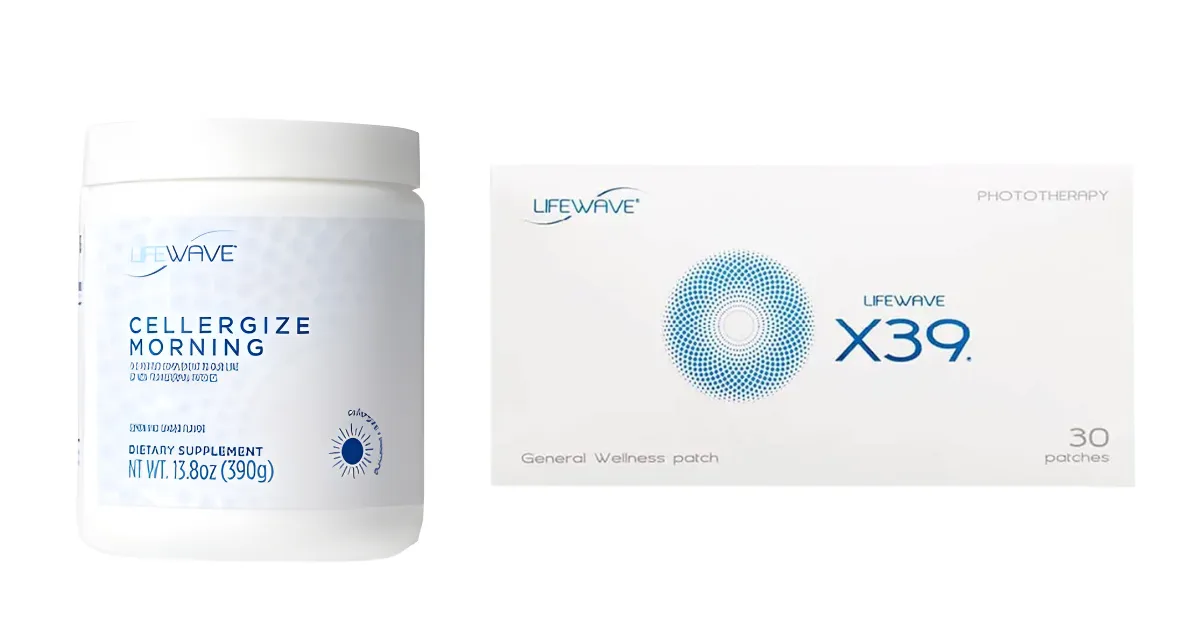 LIFEWAVE
CELLERGIZE
MORNING
DIETARY SUPPLEMENT
NT WT. 13.8oz (390g)
LIFEWAVE®
PHOTOTHERAPY
LIFEWAVE
X39.
General Wellness patch
30
patches